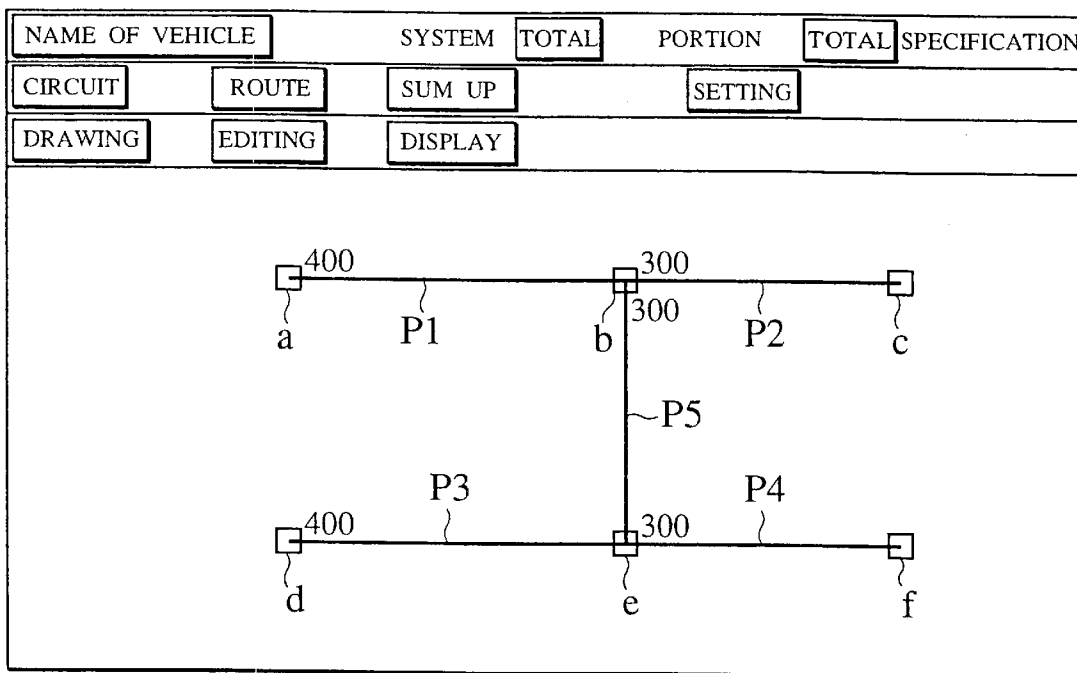 NAME OF VEHICLE SYSTEM TOTAL PORTION TOTAL SPECIFICATION
CIRCUIT ROUTE SUM UP SETTING
DRAWING EDITING DISPLAY
400 300
300
a P1 b P2 c
P5
P3 P4
400 300
d e f